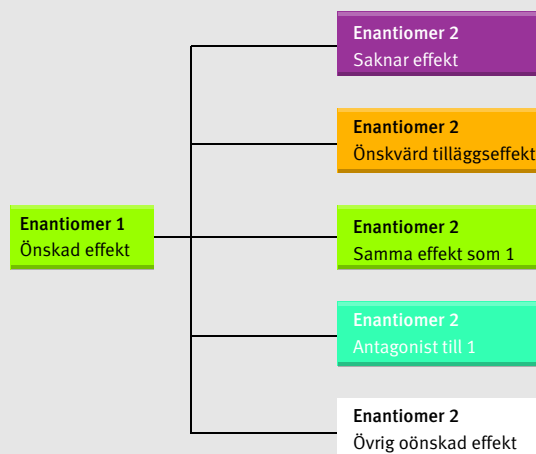 Enantiomer 2
Saknar effekt
Enantiomer 2
Önskvärd tilläggseffekt
Enantiomer 1
Önskad effekt
Enantiomer 2
Samma effekt som 1
Enantiomer 2
Antagonist till 1
Enantiomer 2
Övrig oönskad effekt